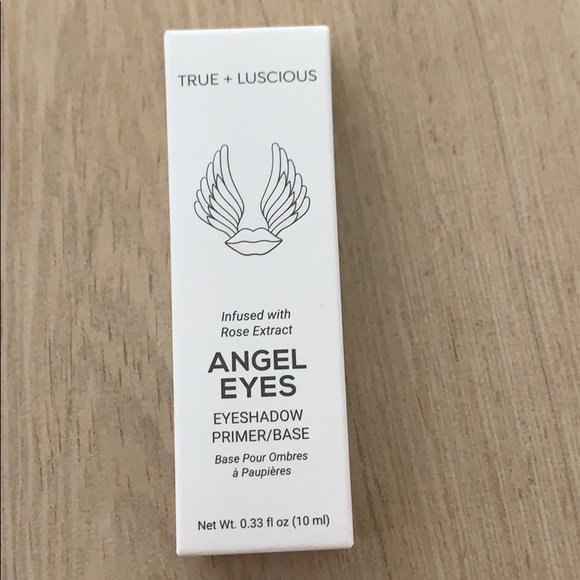 TRUE + LUSCIOUS
Infused with
Rose Extract
ANGEL
EYES
EYESHADOW
PRIMER/BASE
Base Pour Ombres
à Paupières
Net Wt. 0.33 fl oz (10 ml)